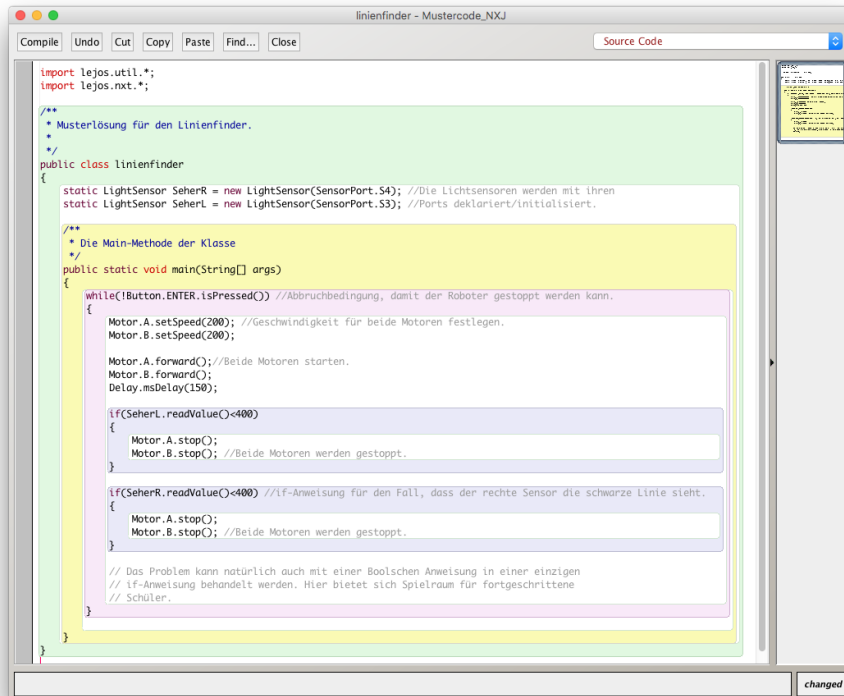 linienfinder - Mustercode_NXJ
Compile Undo Cut Copy Paste Find... Close Source Code
import lejos.util.*;
import lejos.nxt.*;
/**
* Musterlösung für den Linienfinder.
*
*/
public class linienfinder
{
static LightSensor SeherR = new LightSensor(SensorPort.S4); //Die Lichtsensoren werden mit ihren
static LightSensor SeherL = new LightSensor(SensorPort.S3); //Ports deklariert/initialisiert.
/**
* Die Main-Methode der Klasse
*/
public static void main(String[] args)
{
while(!Button.ENTER.isPressed()) //Abbruchbedingung, damit der Roboter gestoppt werden kann.
{
Motor.A.setSpeed(200); //Geschwindigkeit für beide Motoren festlegen.
Motor.B.setSpeed(200);
Motor.A.forward();//Beide Motoren starten.
Motor.B.forward();
Delay.msDelay(150);
if(SeherL.readValue()<400)
{
Motor.A.stop();
Motor.B.stop(); //Beide Motoren werden gestoppt.
}
if(SeherR.readValue()<400) //if-Anweisung für den Fall, dass der rechte Sensor die schwarze Linie sieht.
{
Motor.A.stop();
Motor.B.stop(); //Beide Motoren werden gestoppt.
}
// Das Problem kann natürlich auch mit einer Boolschen Anweisung in einer einzigen
// if-Anweisung behandelt werden. Hier bietet sich Spielraum für fortgeschrittene
// Schüler.
}
}
}
changed